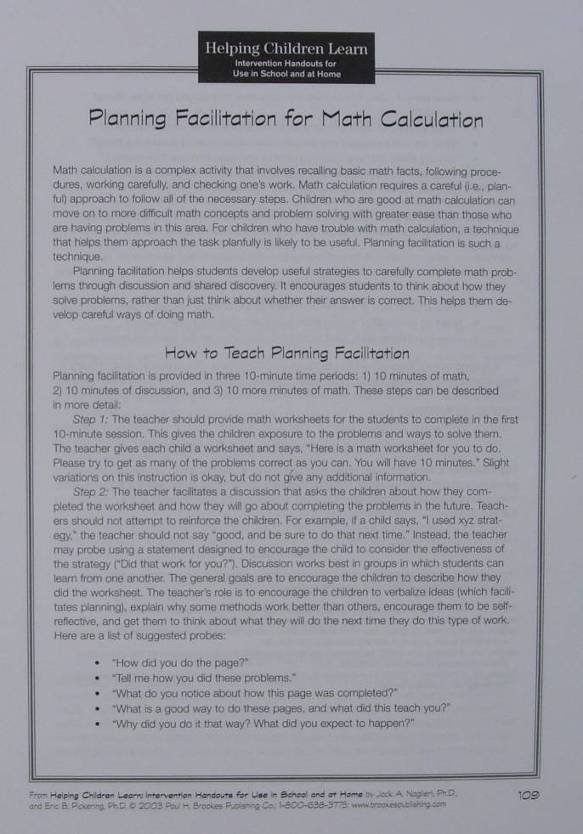 Helping Children Learn
Intervention Handouts for
Use in School and at Home
Planning Facilitation for Math Calculation
Math calculation is a complex activity that involves recalling basic math facts, following proce-
dures, working carefully, and checking one's work. Math calculation requires a careful (i.e., plan-
ful) approach to follow all of the necessary steps. Children who are good at math calculation can
move on to more difficult math concepts and problem solving with greater ease than those who
are having problems in this area. For children who have trouble with math calculation, a technique
that helps them approach the task planfully is likely to be useful. Planning facilitation is such a
technique.
Planning facilitation helps students develop useful strategies to carefully complete math prob-
lems through discussion and shared discovery. It encourages students to think about how they
solve problems, rather than just think about whether their answer is correct. This helps them de-
velop careful ways of doing math.
How to Teach Planning Facilitation
Planning facilitation is provided in three 10-minute time periods: 1) 10 minutes of math,
2) 10 minutes of discussion, and 3) 10 more minutes of math. These steps can be described
in more detail:
Step 1: The teacher should provide math worksheets for the students to complete in the first
10-minute session. This gives the children exposure to the problems and ways to solve them.
The teacher gives each child a worksheet and says, "Here is a math worksheet for you to do.
Please try to get as many of the problems correct as you can. You will have 10 minutes." Slight
variations on this instruction is okay, but do not give any additional information.
Step 2: The teacher facilitates a discussion that asks the children about how they com-
pleted the worksheet and how they will go about completing the problems in the future. Teach-
ers should not attempt to reinforce the children. For example, if a child says, "I used xyz strat-
egy," the teacher should not say "good, and be sure to do that next time." Instead, the teacher
may probe using a statement designed to encourage the child to consider the effectiveness of
the strategy ("Did that work for you?"). Discussion works best in groups in which students can
learn from one another. The general goals are to encourage the children to describe how they
did the worksheet. The teacher's role is to encourage the children to verbalize ideas (which facili-
tates planning), explain why some methods work better than others, encourage them to be self-
reflective, and get them to think about what they will do the next time they do this type of work.
Here are a list of suggested probes:
• "How did you do the page?"
• "Tell me how you did these problems."
• "What do you notice about how this page was completed?"
• "What is a good way to do these pages, and what did this teach you?"
• "Why did you do it that way? What did you expect to happen?"
From Helping Children Learn: Intervention Handouts for Use in School and at Home by Jack A. Naglieri, Ph.D., 109
and Eric B. Pickering, Ph.D. © 2003 Paul H. Brookes Publishing Co.; 1-800-638-3775; www.brookespublishing.com